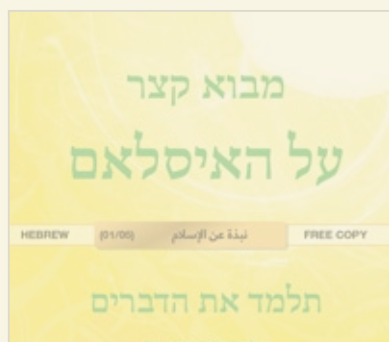 מבוא קצר
על האיסלאם
HEBREW (01/05) نبذة عن الإسلام FREE COPY
תלמד את הדברים